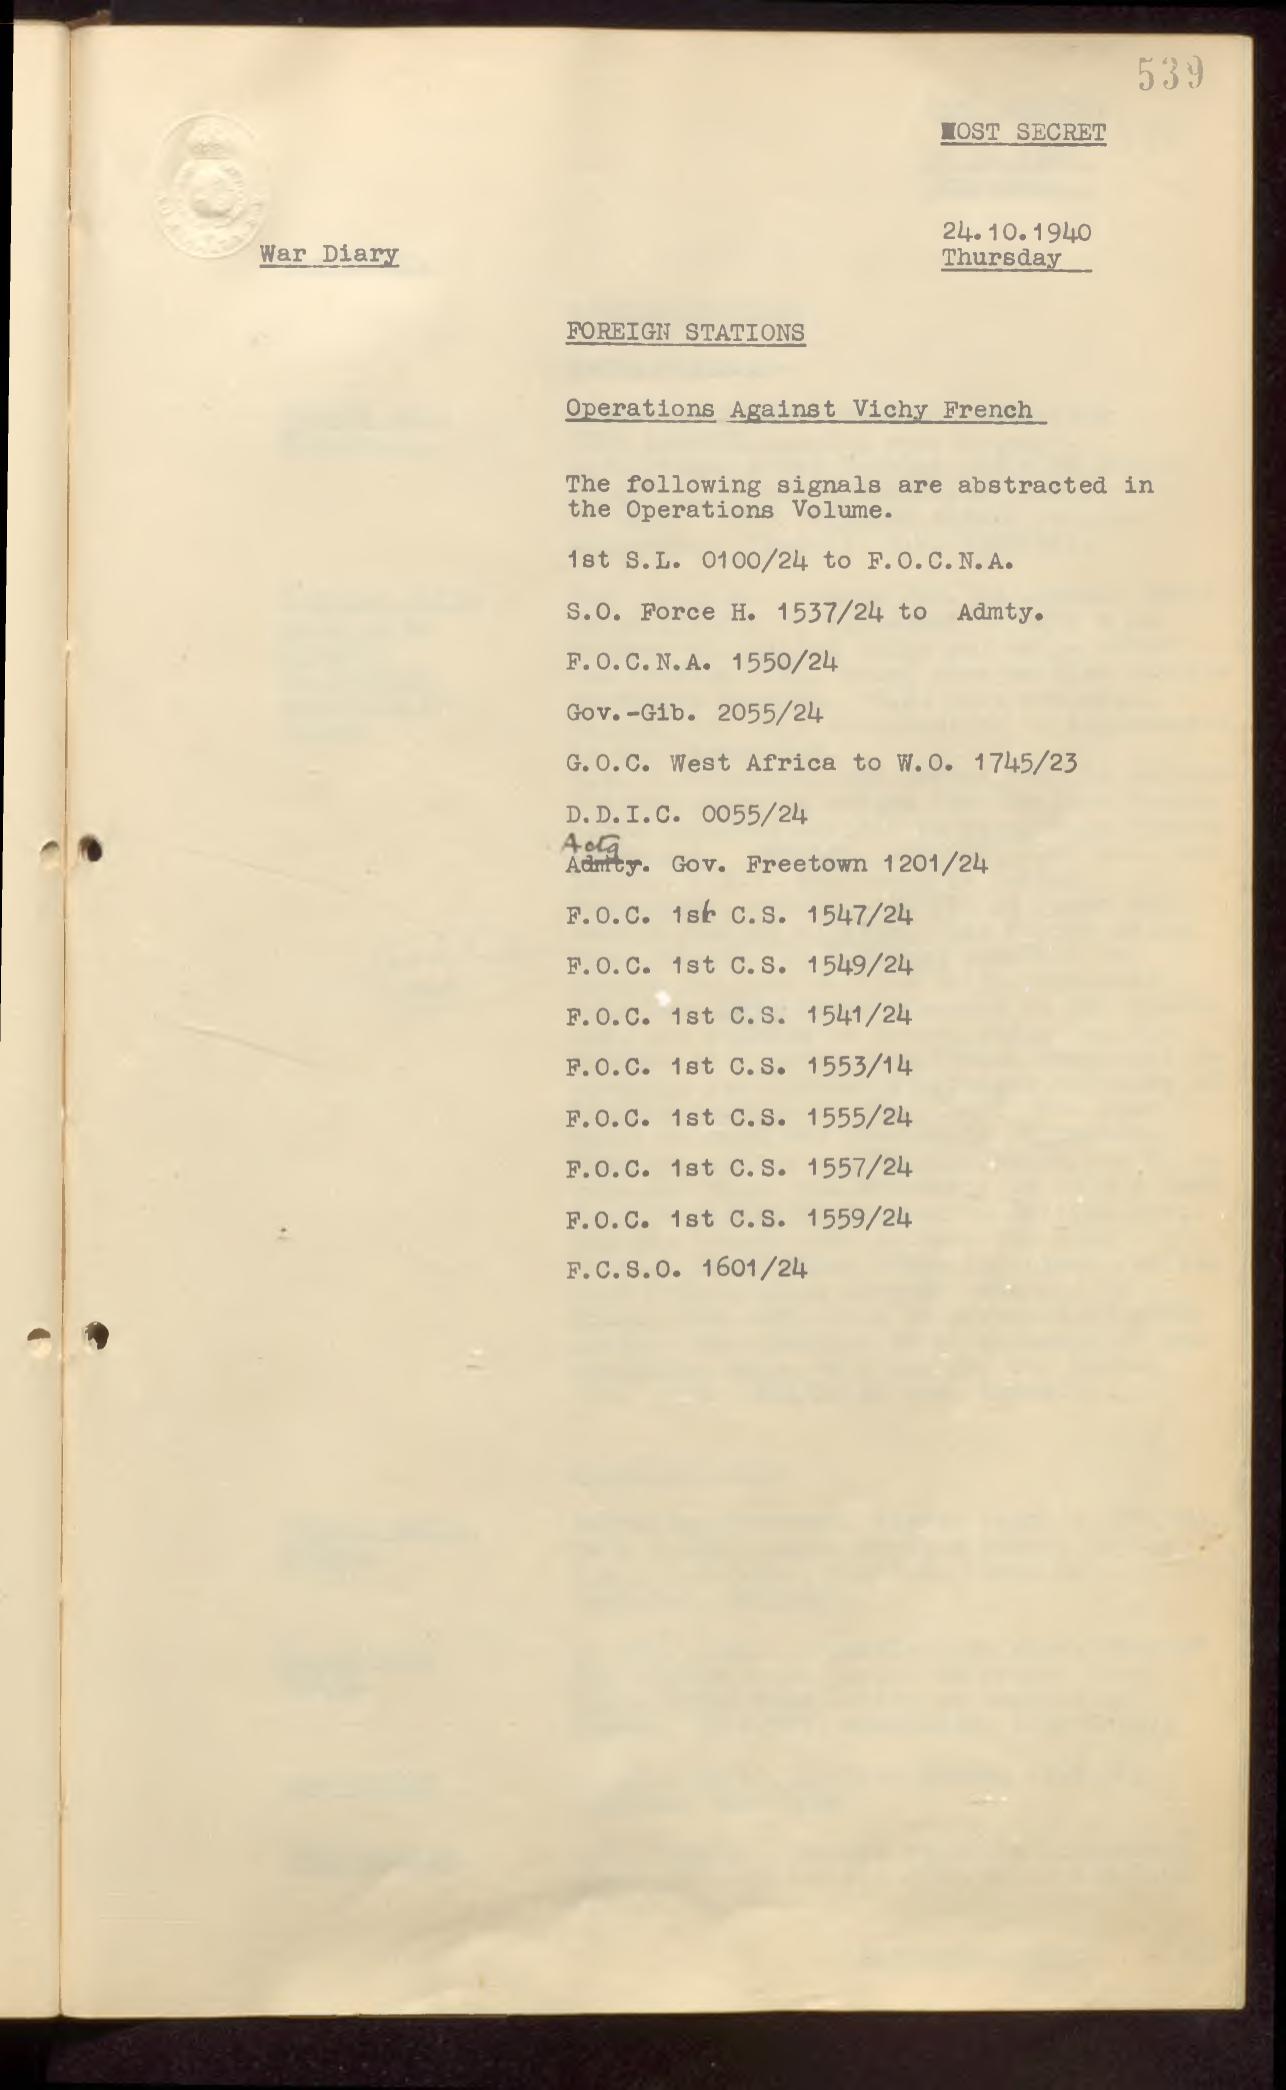 539
MOST SECRET
24.10.1940
Thursday
War Diary
FOREIGN STATIONS
Operations Against Vichy French
The following signals are abstracted in
the Operations Volume.
1st S.L. 0100/24 to F.O.C.N.A.
S.O. Force H. 1537/24 to Admty.
F.O.C.N.A. 1550/24
Gov.-Gib. 2055/24
G.O.C. West Africa to W.O. 1745/23
D.D.I.C. 0055/24
Actg
Admty. Gov. Freetown 1201/24
F.O.C. 1st C.S. 1547/24
F.O.C. 1st C.S. 1549/24
F.O.C. 1st C.S. 1541/24
F.O.C. 1st C.S. 1553/14
F.O.C. 1st C.S. 1555/24
F.O.C. 1st C.S. 1557/24
F.O.C. 1st C.S. 1559/24
F.C.S.O. 1601/24